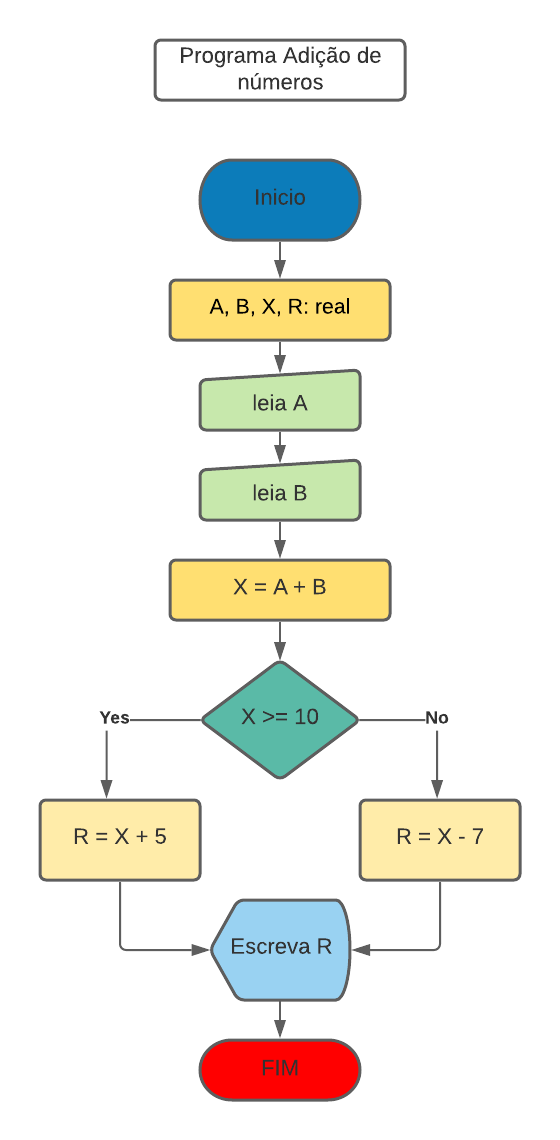 Programa Adição de
números
Inicio
A, B, X, R: real
leia A
leia B
X = A + B
X >= 10
Yes
No
R = X + 5
R = X - 7
Escreva R
FIM